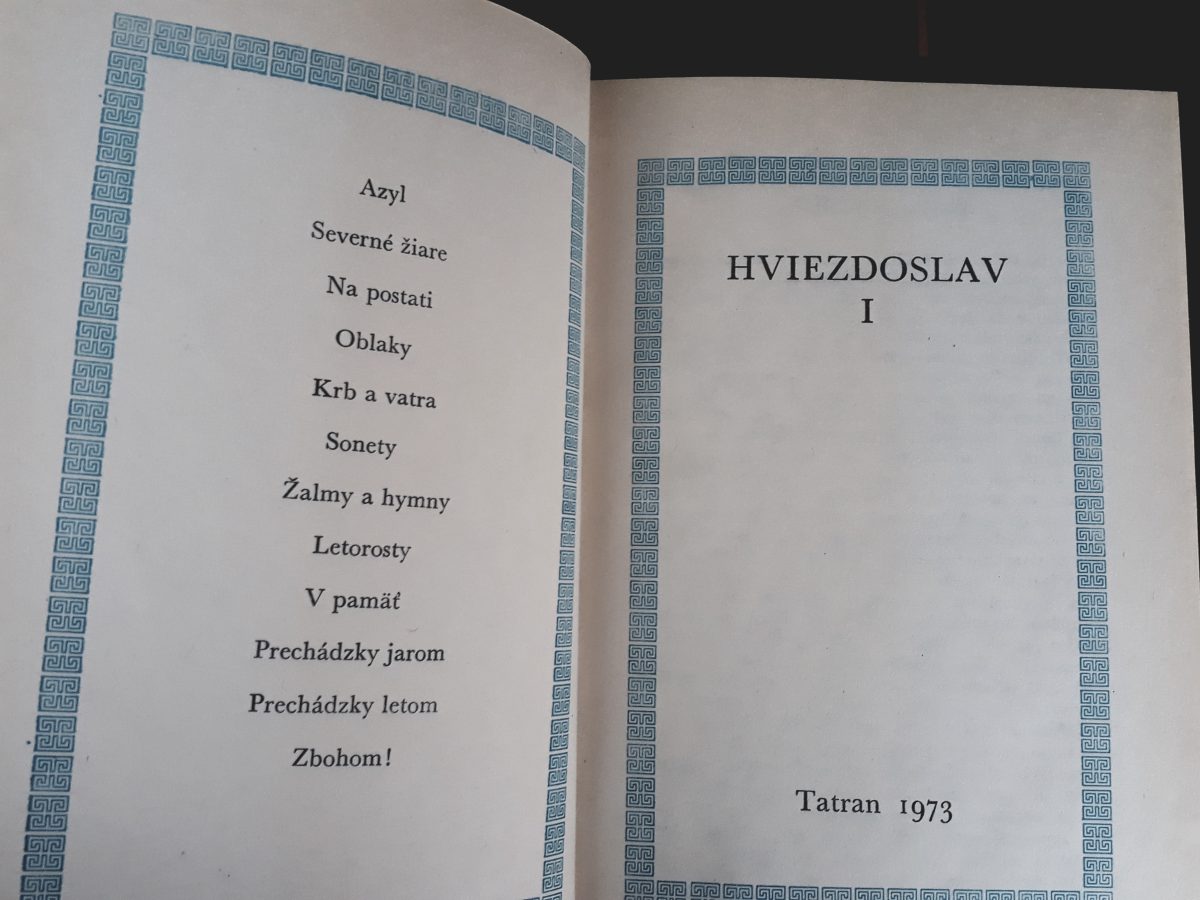 Azyl
Severné žiare
Na postati
Oblaky
Krb a vatra
Sonety
Žalmy a hymny
Letorosty
V pamäť
Prechádzky jarom
Prechádzky letom
Zbohom!
HVIEZDOSLAV
I
Tatran 1973